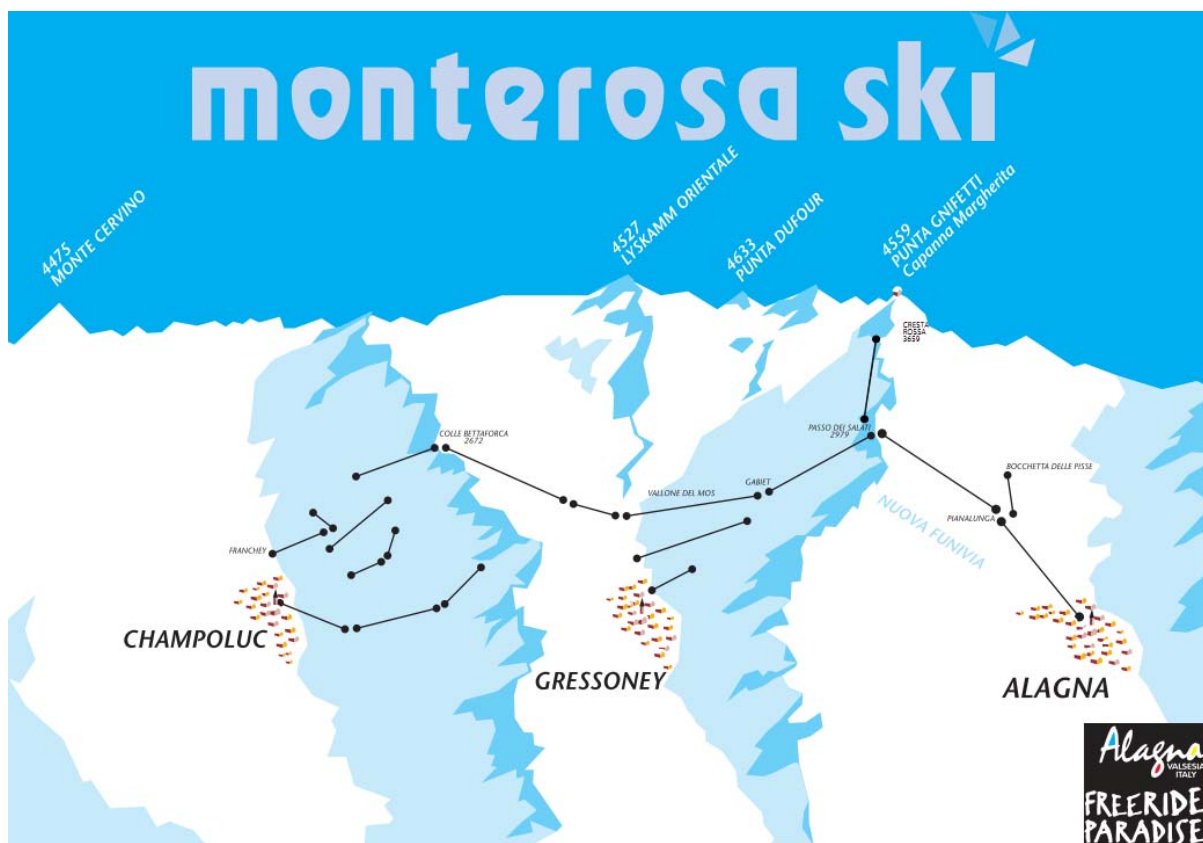 monterosa ski
4475
MONTE CERVINO
4527
LYSKAMM ORIENTALE
4633
PUNTA DUFOUR
4559
PUNTA GNIFETTI
Capanna Margherita
CRESTA
ROSSA
3659
COLLE BETTAFORCA
2672
PASSO DEI SALATI
2979
GABIET
VALLONE DEL MOS
BOCCHETTA DELLE PISSE
PIANALUNGA
NUOVA FUNIVIA
FRANCHEY
CHAMPOLUC
GRESSONEY
ALAGNA
Alagna
VALSESIA
ITALY
FREERIDE
PARADISE